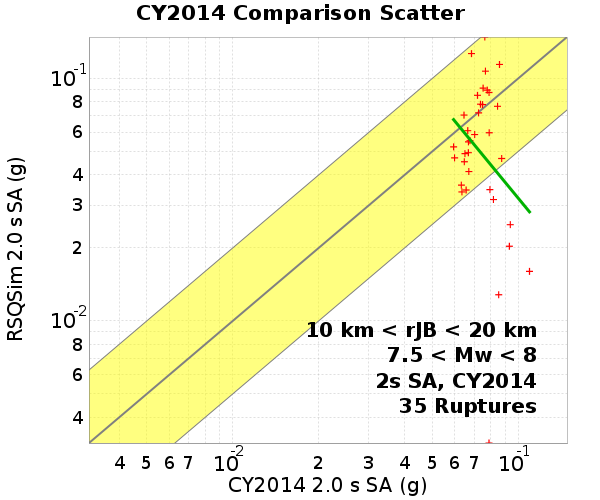 CY2014 Comparison Scatter
RSQSim 2.0 s SA (g)
10⁻¹
8
6
4
3
2
10⁻²
8
6
4
10 km < rJB < 20 km
7.5 < Mw < 8
2s SA, CY2014
35 Ruptures
4 5 6 7 10⁻² 2 3 4 5 6 7 10⁻¹
CY2014 2.0 s SA (g)